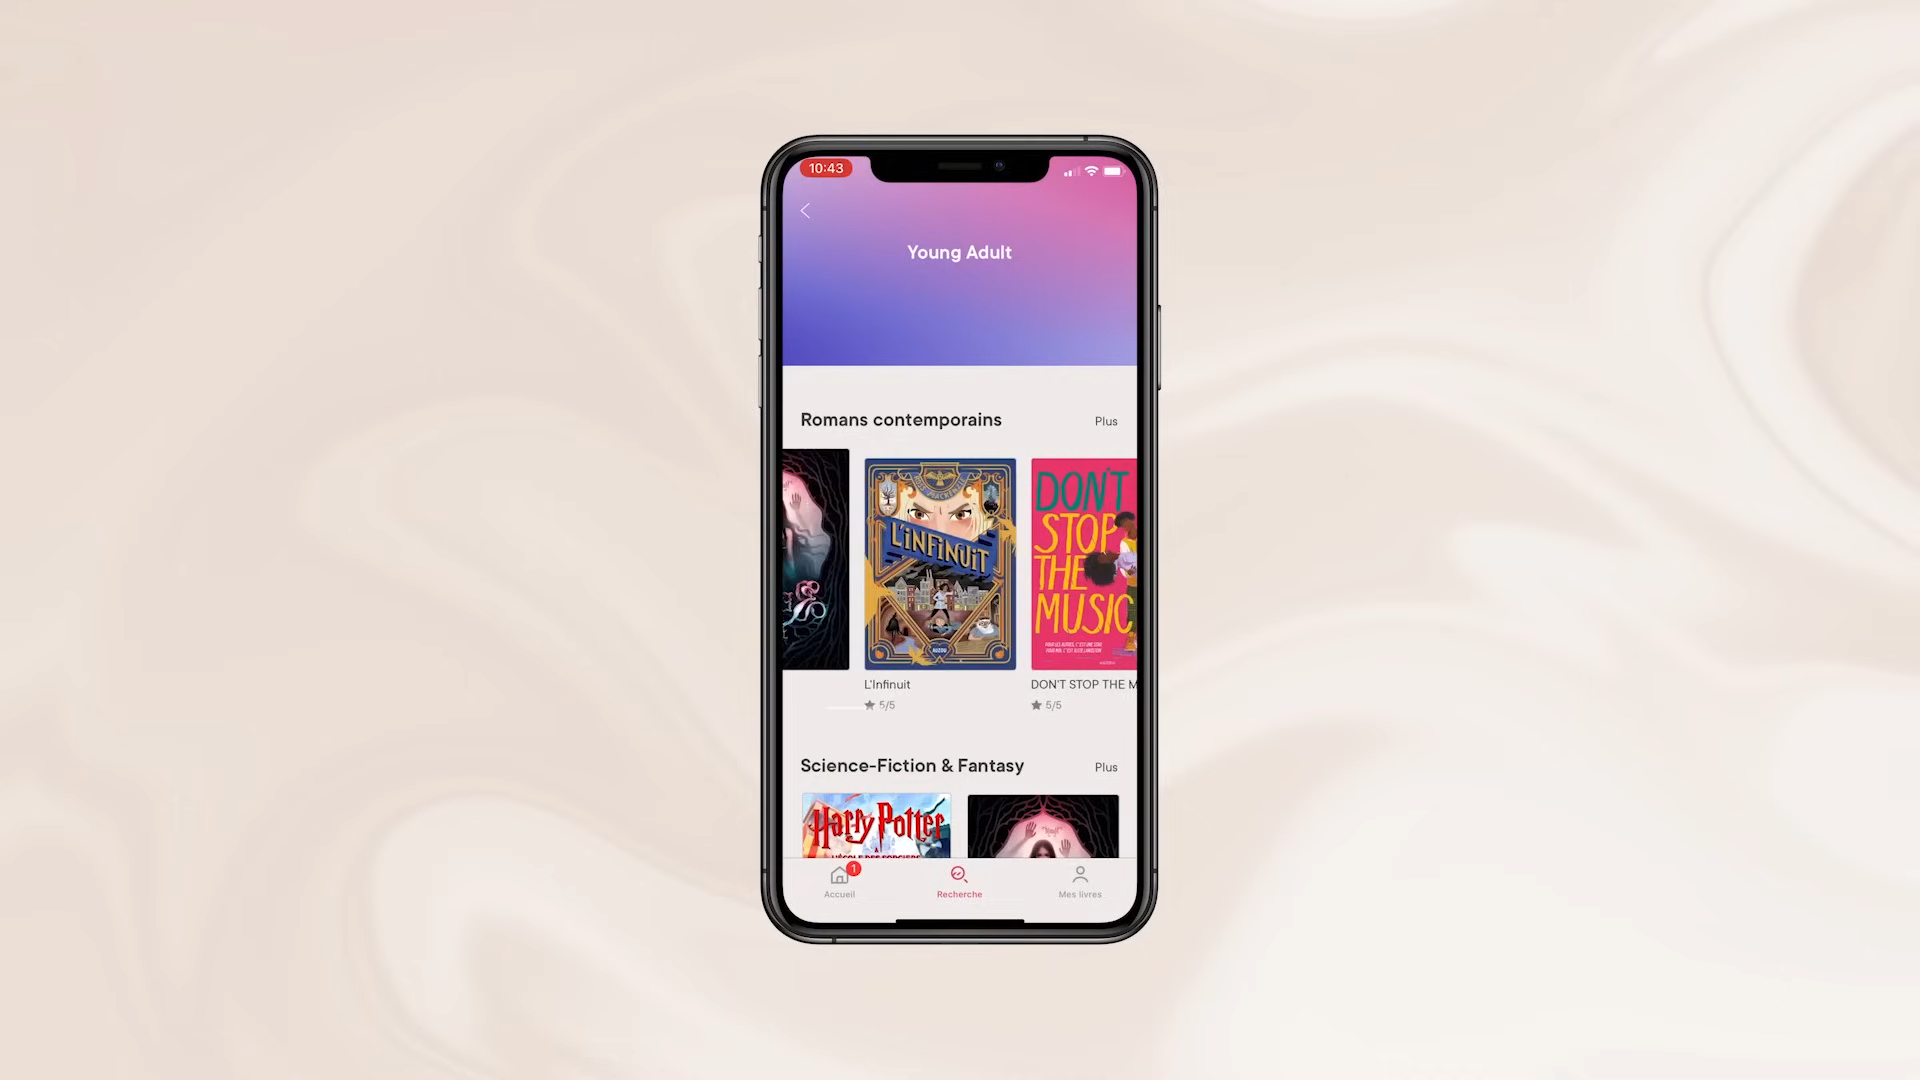 10:43
Young Adult
Romans contemporains
Plus
L'INFINUIT
AUZOU
DON'T
STOP
THE
MUSIC
L'Infinuit
5/5
DON'T STOP THE M
5/5
Science-Fiction & Fantasy
Plus
Harry Potter
1
Accueil
Recherche
Mes livres